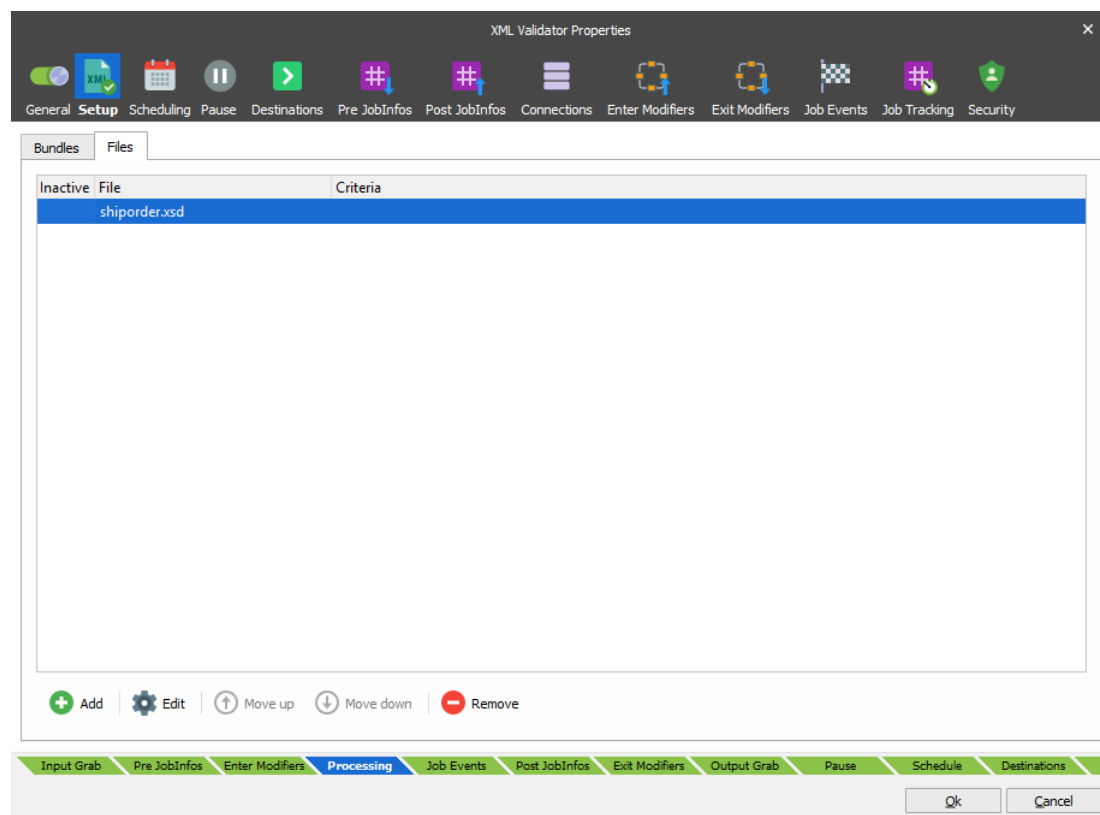 XML Validator Properties
XML
General Setup Scheduling Pause Destinations Pre JobInfos Post JobInfos Connections Enter Modifiers Exit Modifiers Job Events Job Tracking Security
Bundles Files
Inactive File Criteria
shiporder.xsd
Add Edit Move up Move down Remove
Input Grab Pre JobInfos Enter Modifiers Processing Job Events Post JobInfos Exit Modifiers Output Grab Pause Schedule Destinations
Ok Cancel